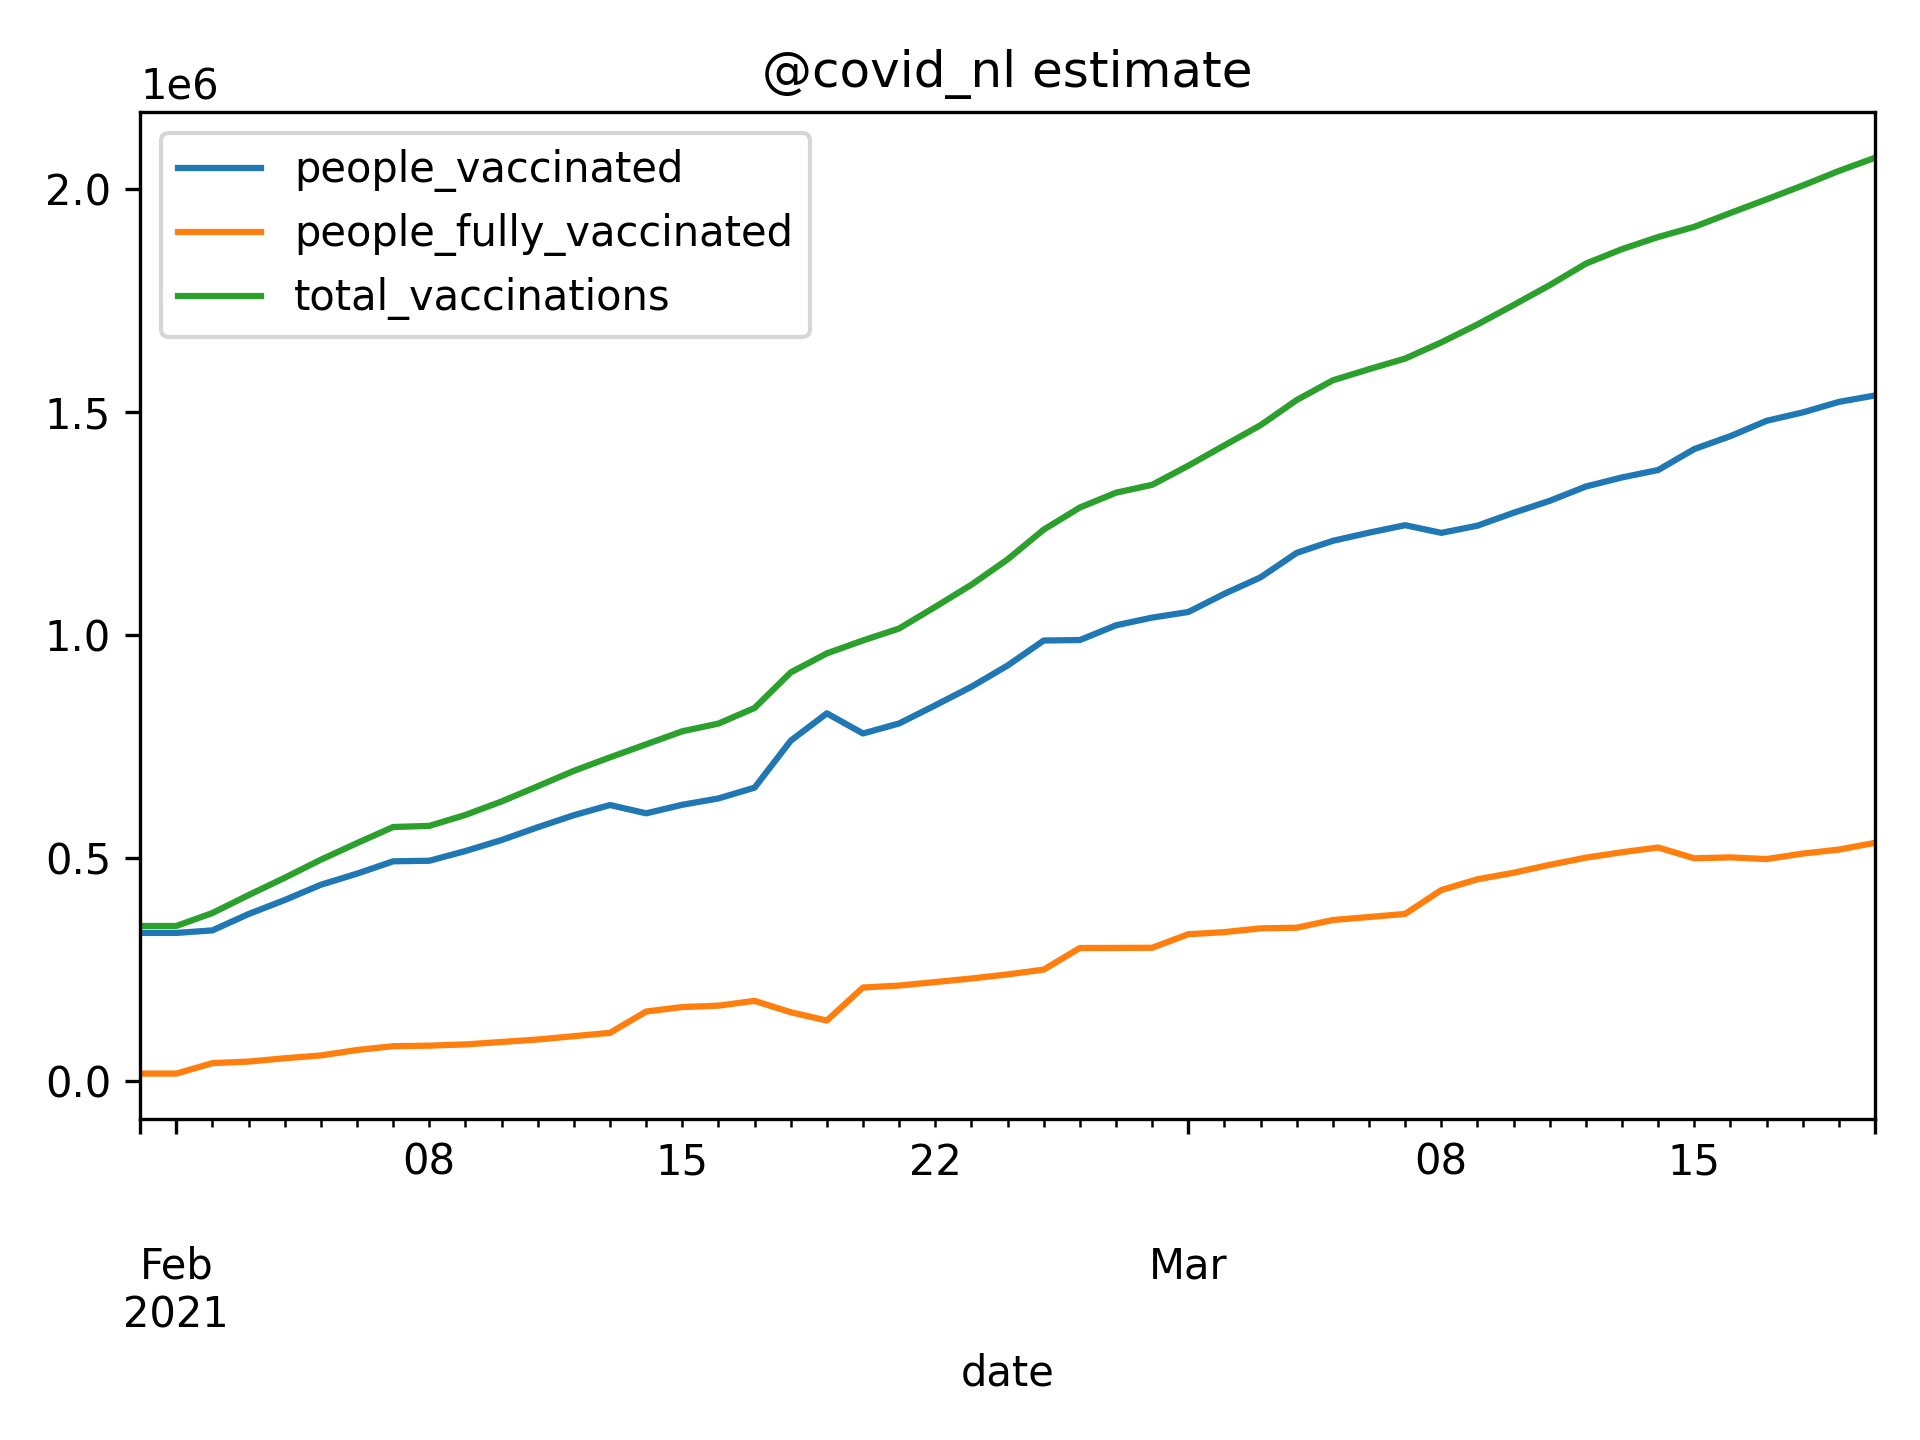 @covid_nl estimate
1e6
people_vaccinated
people_fully_vaccinated
total_vaccinations
2.0
1.5
1.0
0.5
0.0
08 15 22 08 15
Feb Mar
2021
date